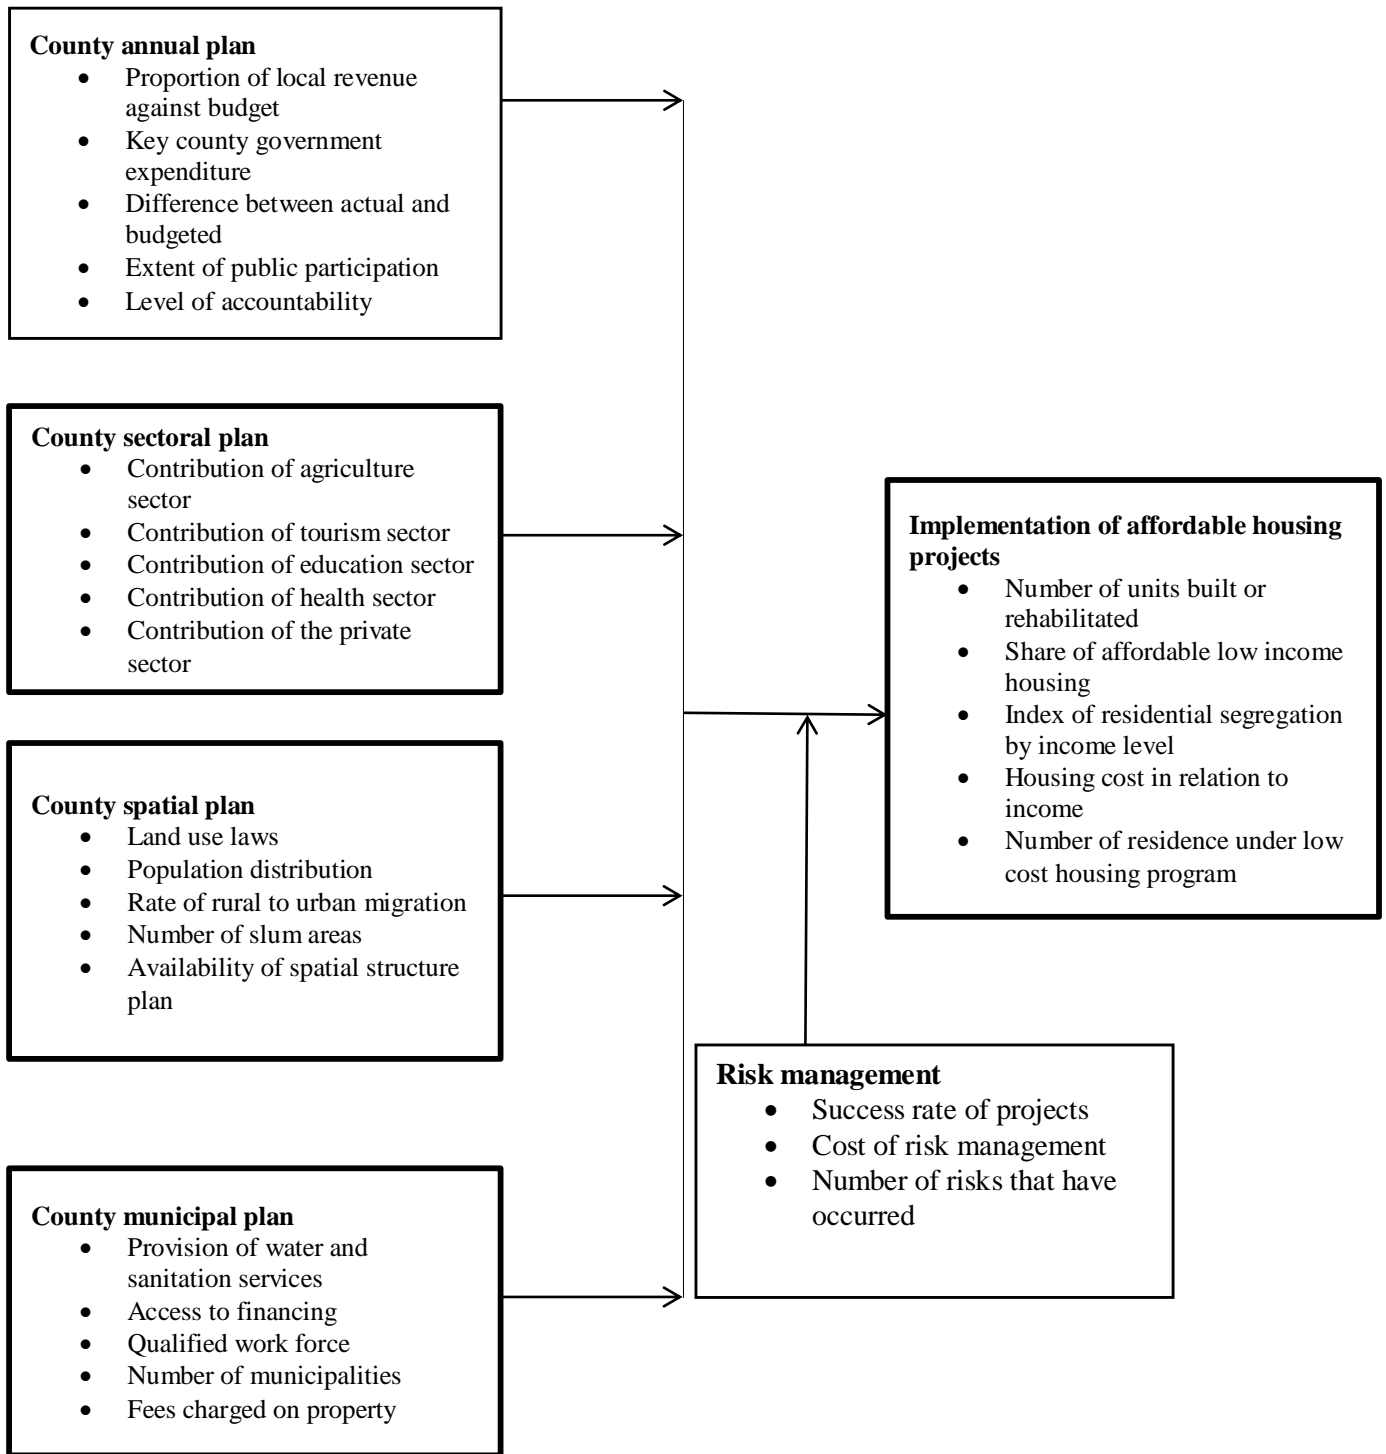 County annual plan
• Proportion of local revenue
against budget
• Key county government
expenditure
• Difference between actual and
budgeted
• Extent of public participation
• Level of accountability
County sectoral plan
• Contribution of agriculture
sector
• Contribution of tourism sector
• Contribution of education sector
• Contribution of health sector
• Contribution of the private
sector
County spatial plan
• Land use laws
• Population distribution
• Rate of rural to urban migration
• Number of slum areas
• Availability of spatial structure
plan
County municipal plan
• Provision of water and
sanitation services
• Access to financing
• Qualified work force
• Number of municipalities
• Fees charged on property
Implementation of affordable housing
projects
• Number of units built or
rehabilitated
• Share of affordable low income
housing
• Index of residential segregation
by income level
• Housing cost in relation to
income
• Number of residence under low
cost housing program
Risk management
• Success rate of projects
• Cost of risk management
• Number of risks that have
occurred